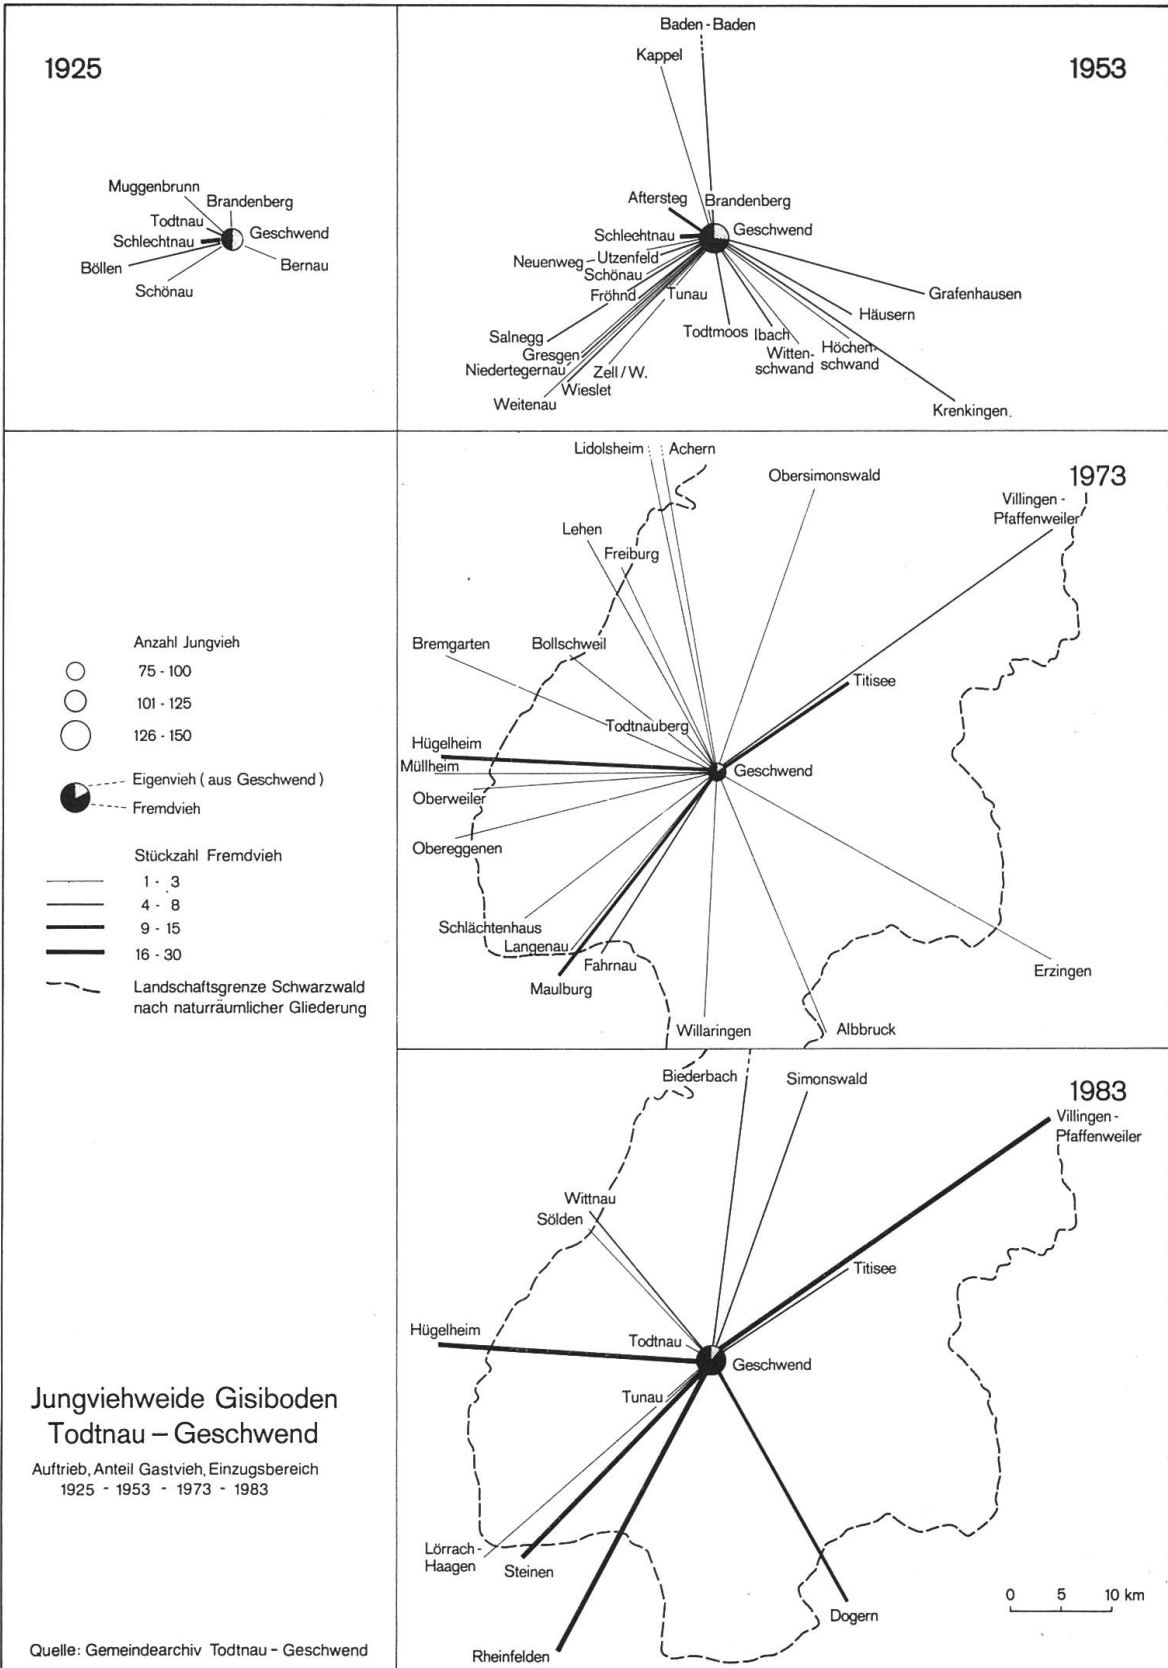 1925
Muggenbrunn
Brandenberg
Todtnau
Geschwend
Schlechtnau
Böllen
Bernau
Schönau
Baden - Baden
Kappel
1953
Aftersteg
Brandenberg
Schlechtnau
Geschwend
Neuenweg
Utzenfeld
Schönau
Fröhnd
Tunau
Grafenhausen
Häusern
Salnegg
Todtmoos
Ibach
Gresgen
Witten-
schwand
Höchen-
schwand
Niedertegernau
Zell / W.
Wieslet
Weitenau
Krenkingen
Lidolsheim
Achern
1973
Obersimonswald
Villingen -
Pfaffenweiler
Lehen
Freiburg
Bremgarten
Bollschweil
Titisee
Todtnauberg
Hügelheim
Müllheim
Geschwend
Oberweiler
Obereggenen
Schlächtenhaus
Langenau
Fahrnau
Maulburg
Erzingen
Willaringen
Albbruck
Anzahl Jungvieh
75 - 100
101 - 125
126 - 150
Eigenvieh ( aus Geschwend )
Fremdvieh
Stückzahl Fremdvieh
1 - 3
4 - 8
9 - 15
16 - 30
Landschaftsgrenze Schwarzwald
nach naturräumlicher Gliederung
Biederbach
Simonswald
1983
Villingen -
Pfaffenweiler
Wittnau
Sölden
Titisee
Hügelheim
Todtnau
Geschwend
Tunau
Lörrach -
Haagen
Steinen
Dogern
Rheinfelden
0 5 10 km
Jungviehweide Gisiboden
Todtnau – Geschwend
Auftrieb, Anteil Gastvieh, Einzugsbereich
1925 - 1953 - 1973 - 1983
Quelle: Gemeindearchiv Todtnau - Geschwend